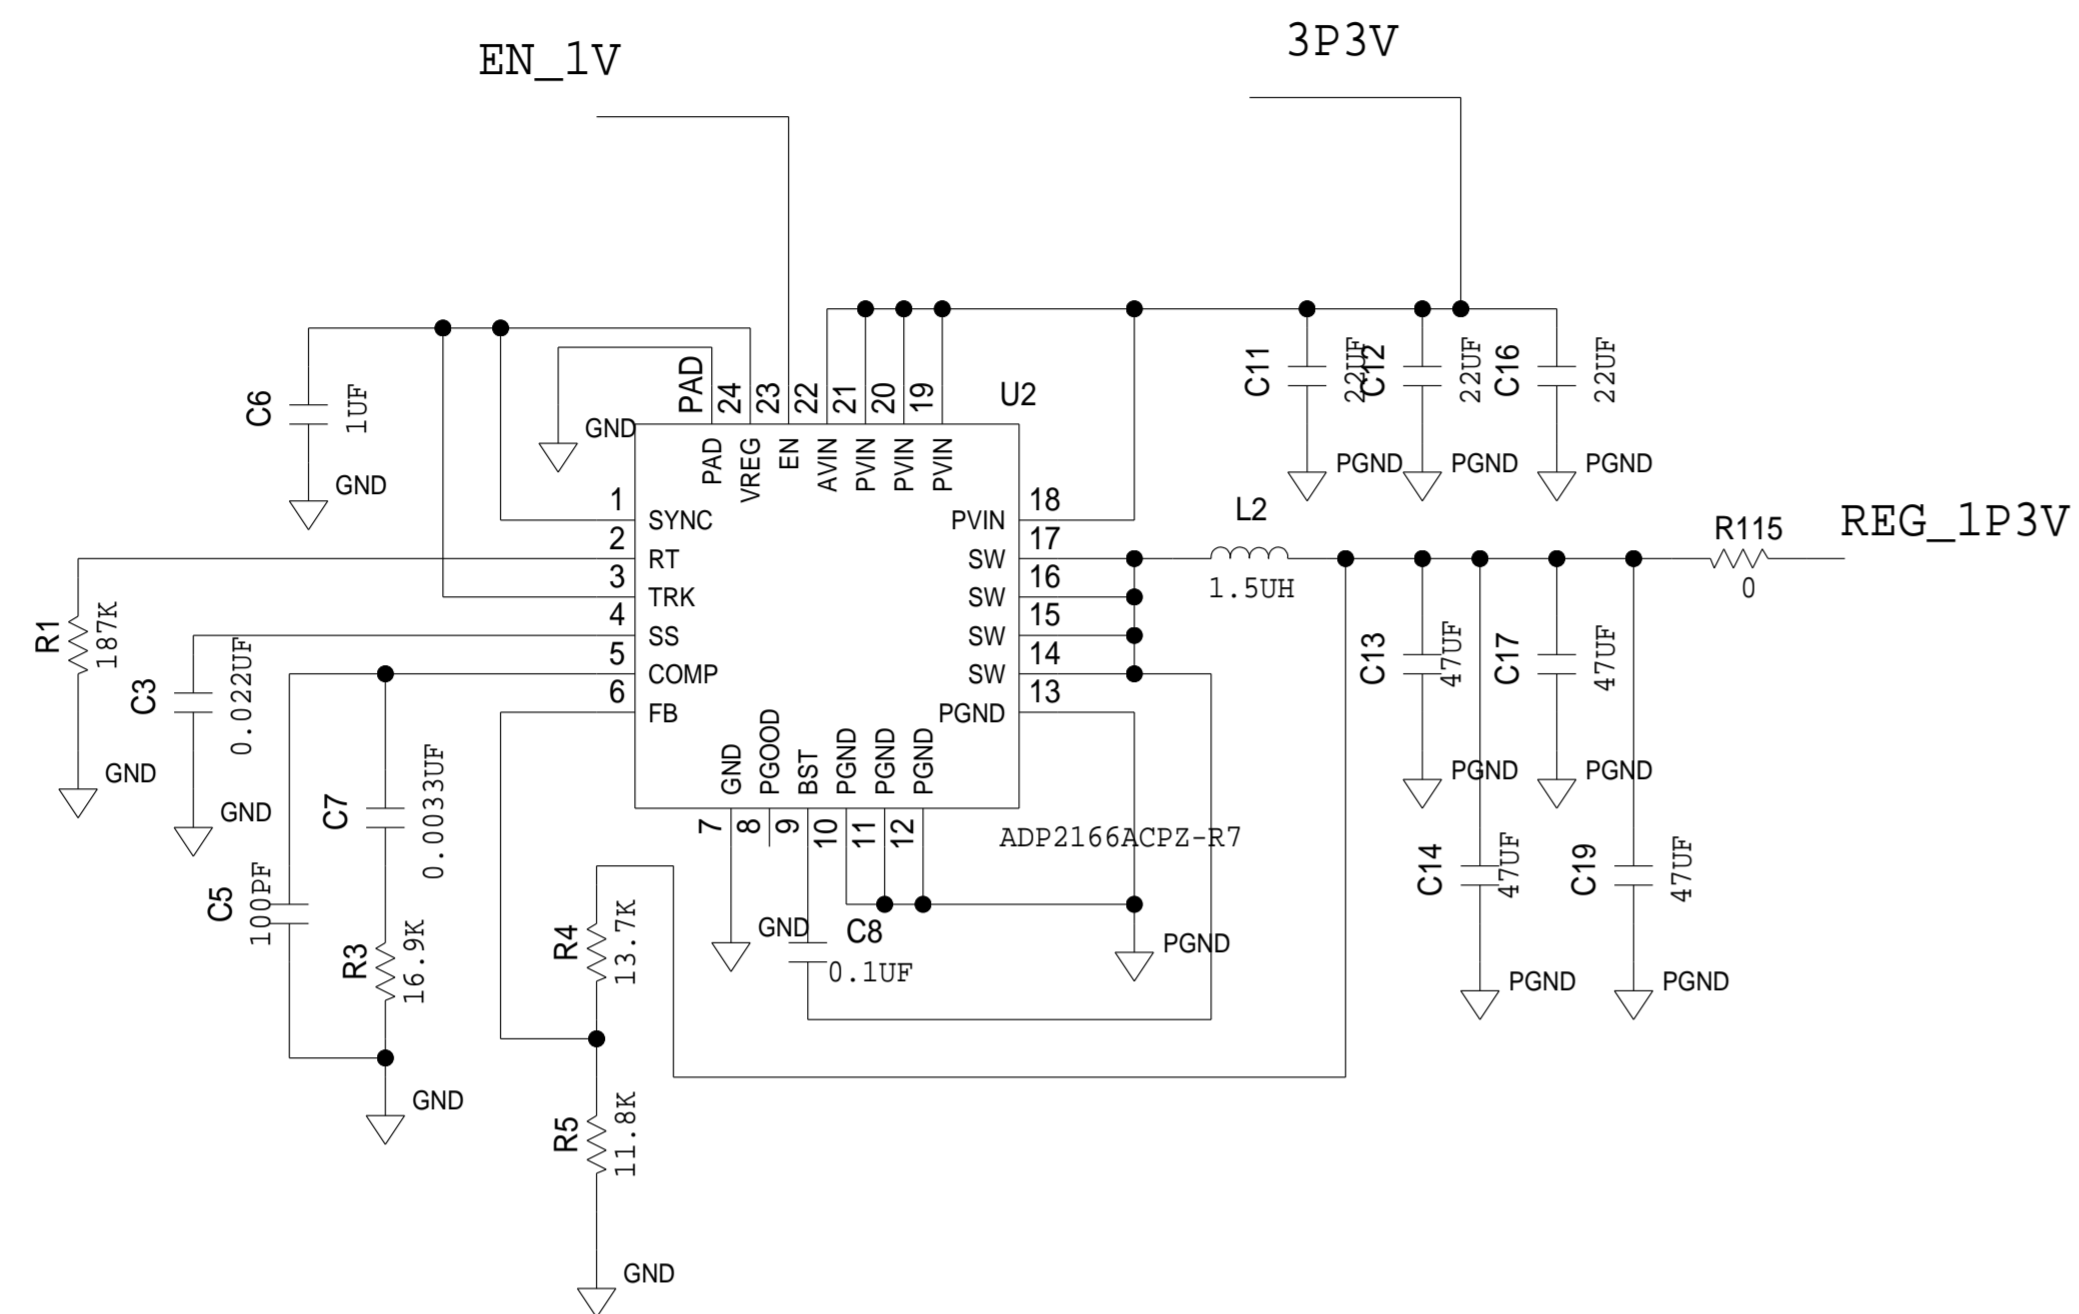 EN_1V
3P3V
C6
1UF
GND
GND
PAD
24
23
22
21
20
19
U2
C11
22UF
C12
22UF
C16
22UF
PGND
PGND
PGND
PAD
VREG
EN
AVIN
PVIN
PVIN
PVIN
1
SYNC
2
RT
3
TRK
4
SS
5
COMP
6
FB
18
PVIN
17
SW
16
SW
15
SW
14
SW
13
PGND
GND
PGOOD
BST
PGND
PGND
PGND
7
8
9
10
11
12
ADP2166ACPZ-R7
L2
1.5UH
R115
0
REG_1P3V
R1
187K
GND
C3
0.022UF
GND
C7
0.0033UF
C5
100PF
R3
16.9K
GND
R4
13.7K
GND
C8
0.1UF
PGND
R5
11.8K
GND
C13
47UF
PGND
C17
47UF
PGND
C14
47UF
PGND
C19
47UF
PGND